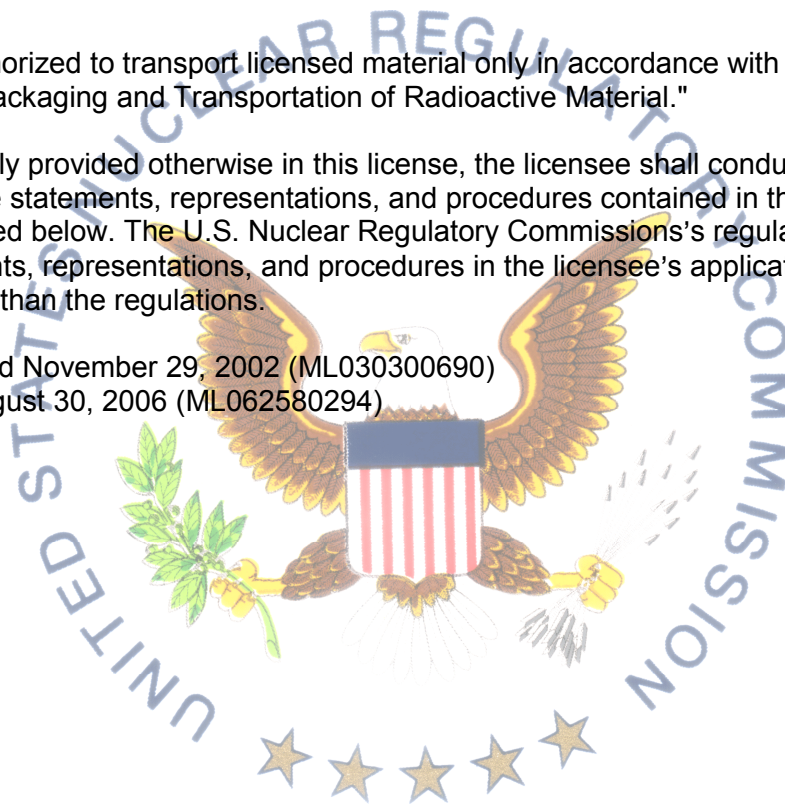 orized to transport licensed material only in accordance with
ackaging and Transportation of Radioactive Material."
ly provided otherwise in this license, the licensee shall condu
e statements, representations, and procedures contained in th
ed below. The U.S. Nuclear Regulatory Commissions's regula
nts, representations, and procedures in the licensee's applicat
than the regulations.
d November 29, 2002 (ML030300690)
gust 30, 2006 (ML062580294)
UNITED STATES NUCLEAR REGULATORY COMMISSION